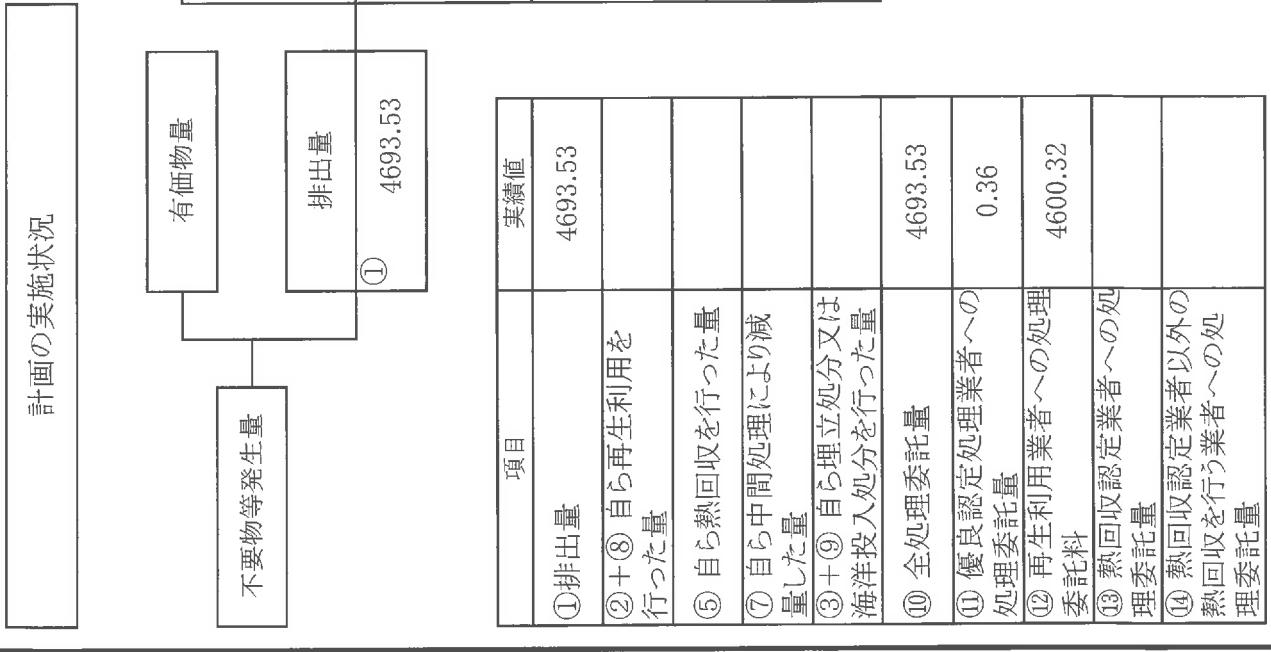 計画の実施状況
不要物等発生量
有価物量
排出量
①
4693.53
項目
実績値
①排出量
4693.53
②+⑧ 自ら再生利用を
行った量
⑤ 自ら熱回収を行った量
⑦ 自ら中間処理により減
量した量
③+⑨ 自ら埋立処分又は
海洋投入処分を行った量
⑩ 全処理委託量
4693.53
⑪ 優良認定処理業者への
処理委託量
0.36
⑫ 再生利用業者への処理
委託料
4600.32
⑬ 熱回収認定業者への処
理委託量
⑭ 熱回収認定業者以外の
熱回収を行う業者への処
理委託量